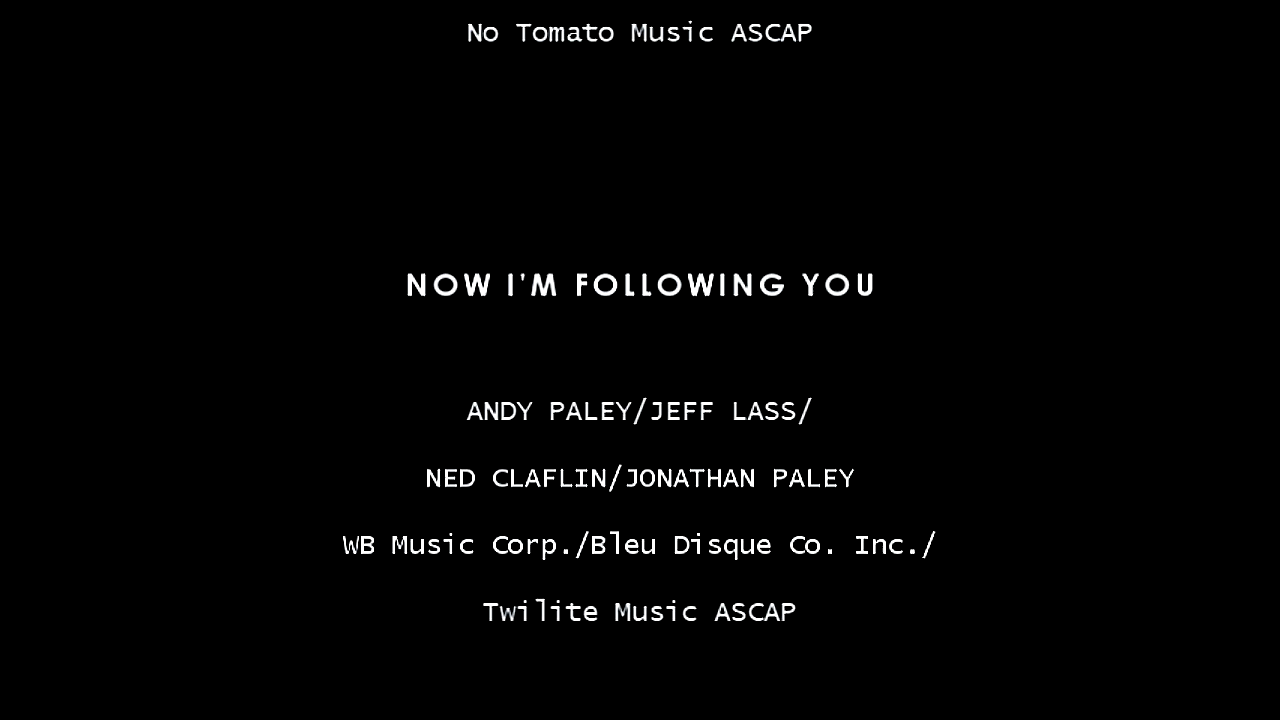 No Tomato Music ASCAP
NOW I'M FOLLOWING YOU
ANDY PALEY/JEFF LASS/
NED CLAFLIN/JONATHAN PALEY
WB Music Corp./Bleu Disque Co. Inc./
Twilite Music ASCAP